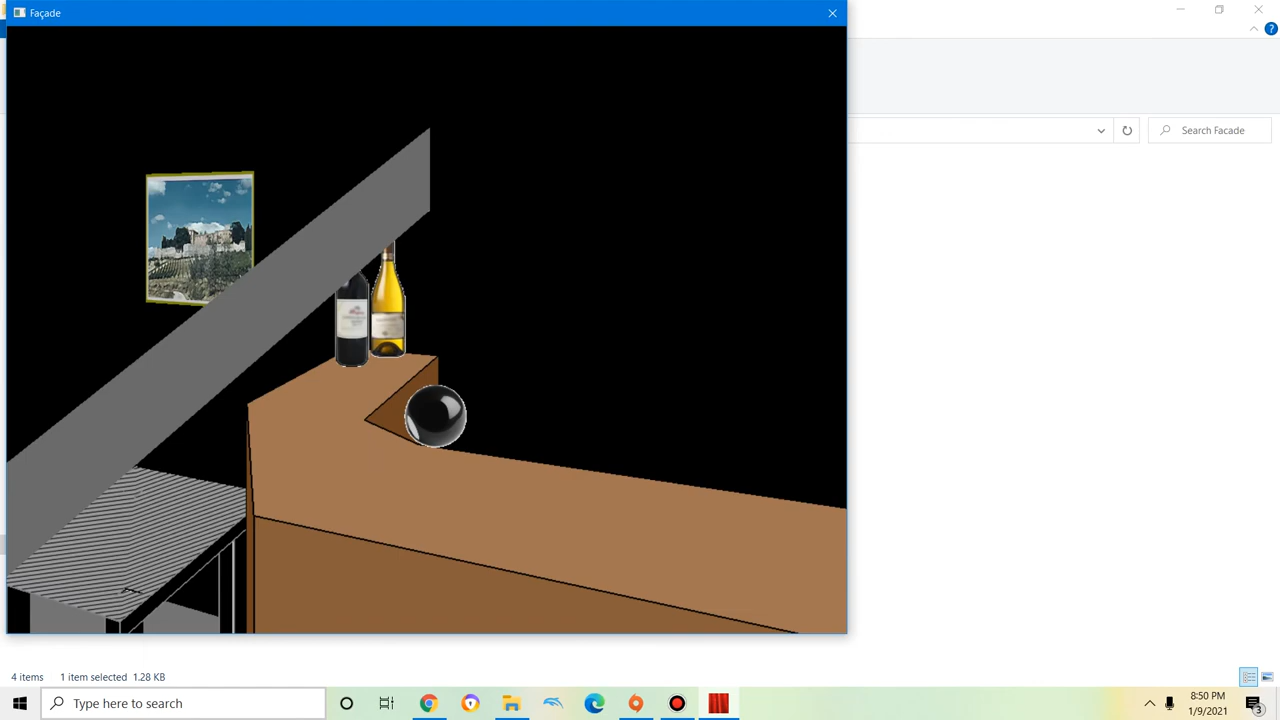 Façade
Search Facade
4 items 1 item selected 1.28 KB
Type here to search
8:50 PM
1/9/2021
3